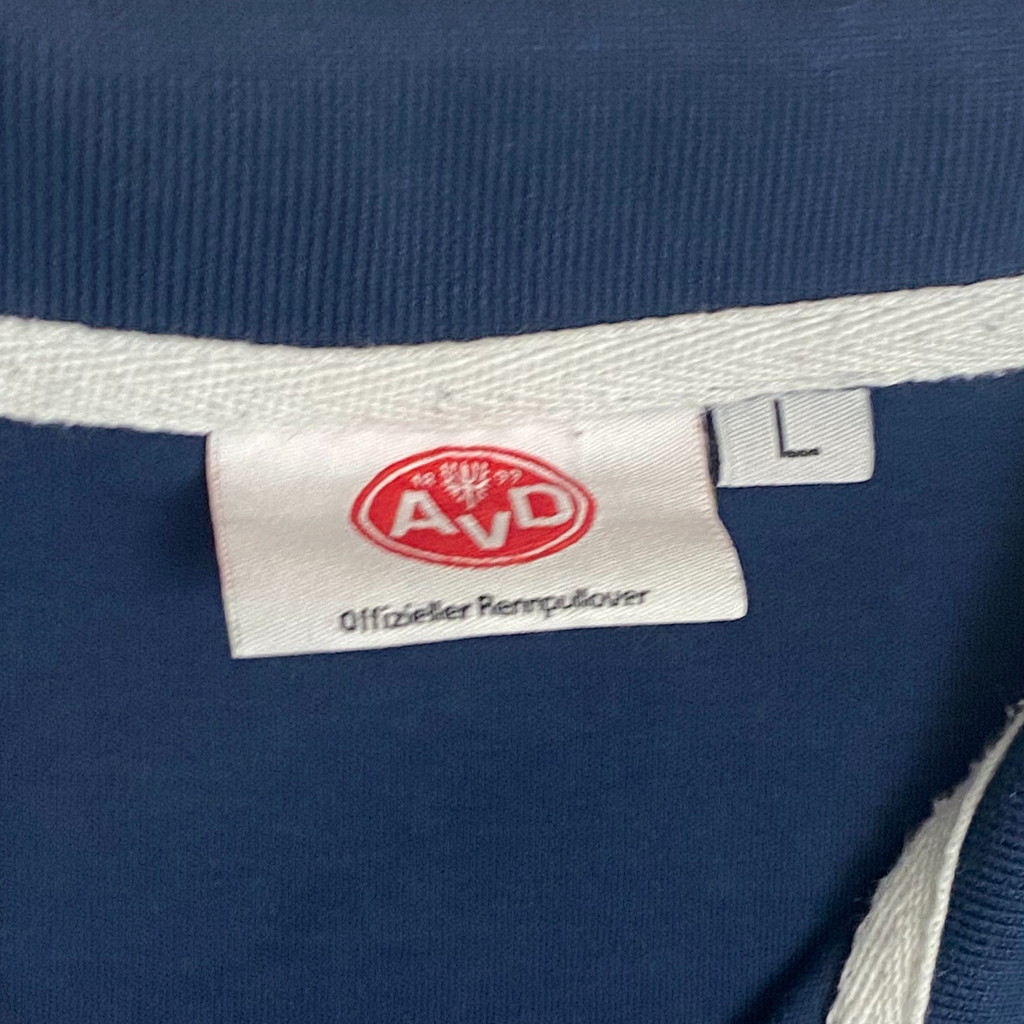 18 99
AvD
Offizieller Rennpullover
L